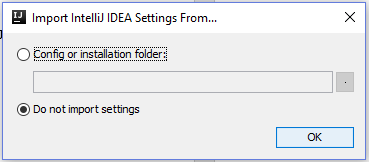 Import IntelliJ IDEA Settings From...
Config or installation folder:
.
Do not import settings
OK